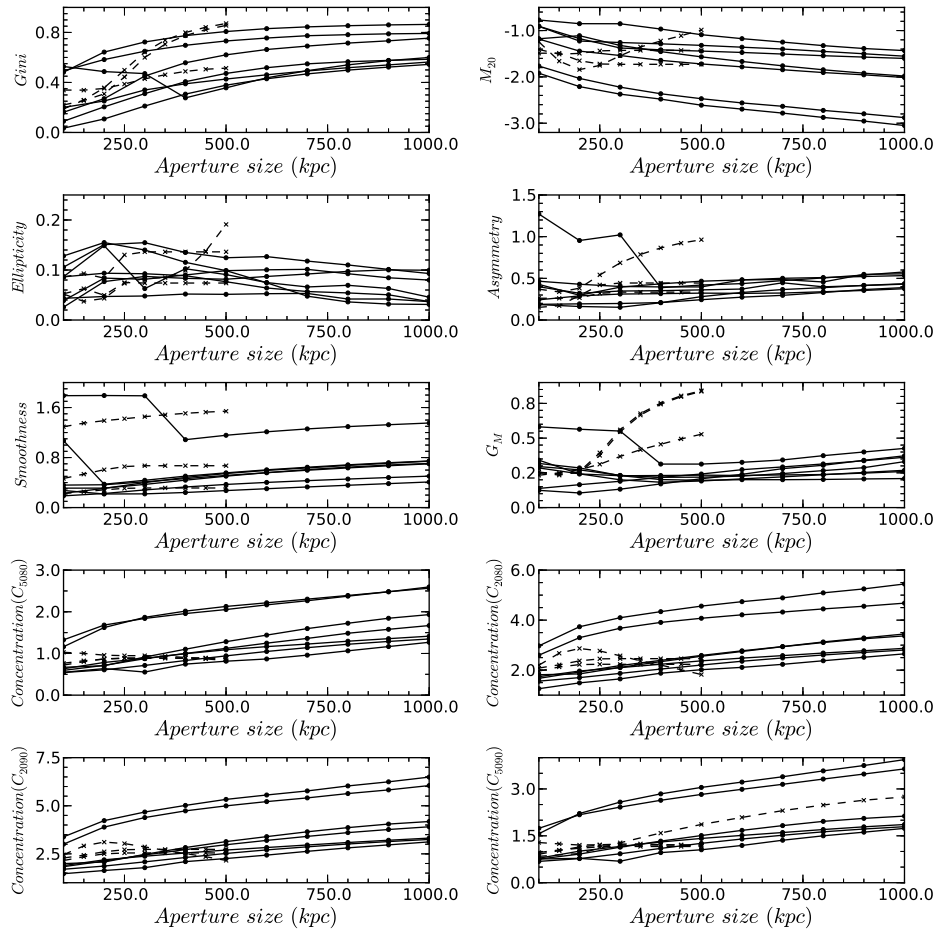 Gini
0.8
0.4
0.0
250.0 500.0 750.0 1000.0
Aperture size (kpc)
M20
-1.0
-2.0
-3.0
250.0 500.0 750.0 1000.0
Aperture size (kpc)
Ellipticity
0.2
0.1
0.0
250.0 500.0 750.0 1000.0
Aperture size (kpc)
Asymmetry
1.5
1.0
0.5
0.0
250.0 500.0 750.0 1000.0
Aperture size (kpc)
Smoothness
1.6
0.8
0.0
250.0 500.0 750.0 1000.0
Aperture size (kpc)
GM
0.8
0.5
0.2
0.0
250.0 500.0 750.0 1000.0
Aperture size (kpc)
Concentration(C5080)
3.0
2.0
1.0
0.0
250.0 500.0 750.0 1000.0
Aperture size (kpc)
Concentration(C2080)
6.0
4.0
2.0
250.0 500.0 750.0 1000.0
Aperture size (kpc)
Concentration(C2090)
7.5
5.0
2.5
250.0 500.0 750.0 1000.0
Aperture size (kpc)
Concentration(C5090)
3.0
1.5
0.0
250.0 500.0 750.0 1000.0
Aperture size (kpc)